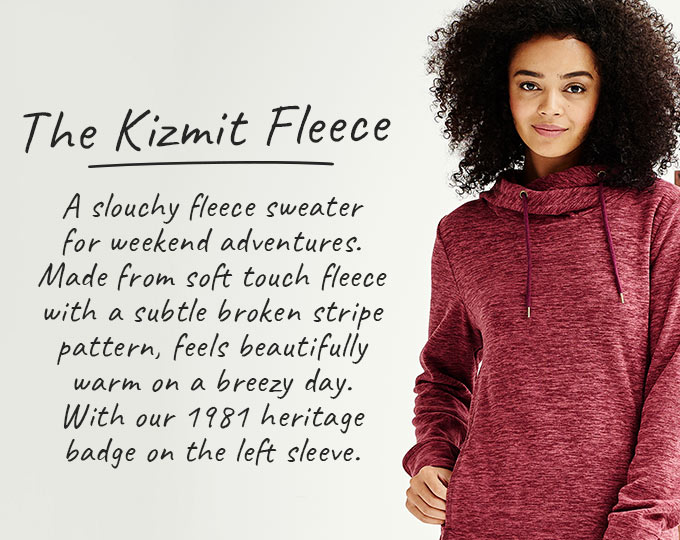 The Kizmit Fleece
A slouchy fleece sweater
for weekend adventures.
Made from soft touch fleece
with a subtle broken stripe
pattern, feels beautifully
warm on a breezy day.
With our 1981 heritage
badge on the left sleeve.